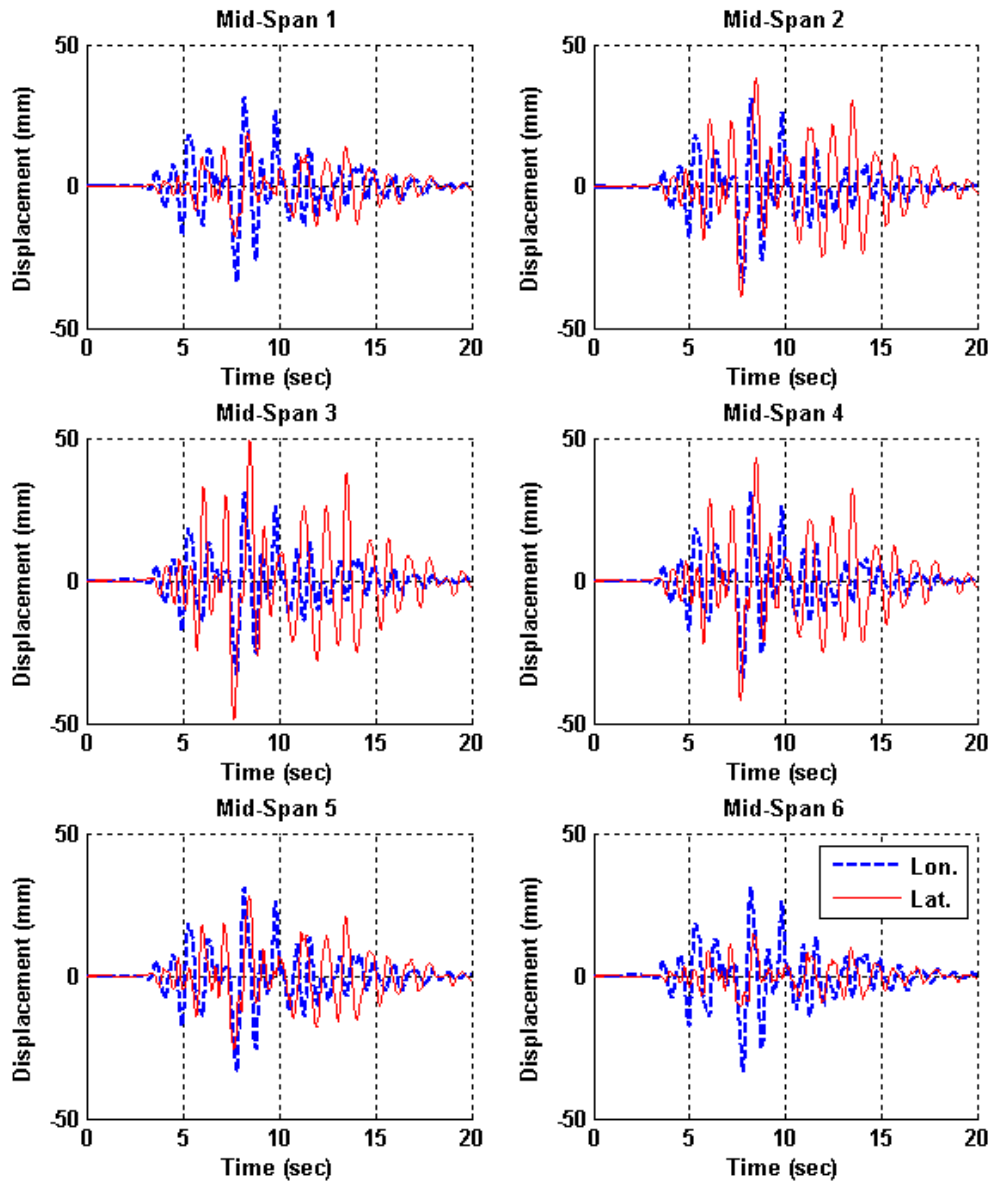 Mid-Span 1
Mid-Span 2
50
0
-50
Displacement (mm)
0 5 10 15 20
Time (sec)
50
0
-50
Displacement (mm)
0 5 10 15 20
Time (sec)
Mid-Span 3
Mid-Span 4
50
0
-50
Displacement (mm)
0 5 10 15 20
Time (sec)
50
0
-50
Displacement (mm)
0 5 10 15 20
Time (sec)
Mid-Span 5
Mid-Span 6
50
0
-50
Displacement (mm)
0 5 10 15 20
Time (sec)
50
0
-50
Displacement (mm)
Lon.
Lat.
0 5 10 15 20
Time (sec)